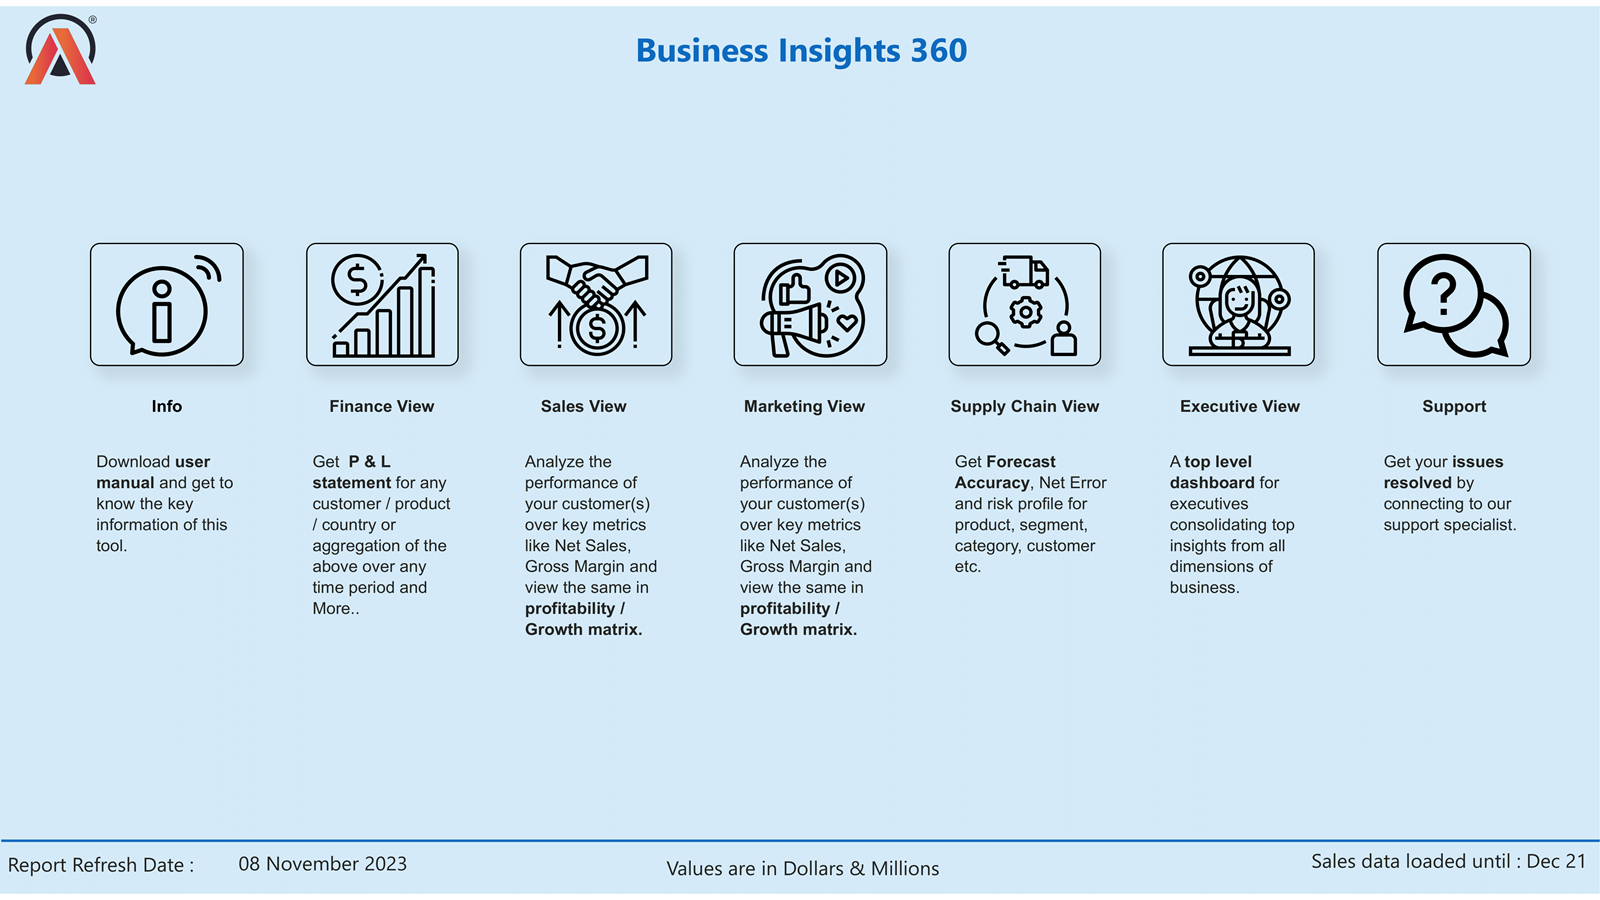 ®
Business Insights 360
Info
Download user
manual and get to
know the key
information of this
tool.
Finance View
Get P & L
statement for any
customer / product
/ country or
aggregation of the
above over any
time period and
More..
Sales View
Analyze the
performance of
your customer(s)
over key metrics
like Net Sales,
Gross Margin and
view the same in
profitability /
Growth matrix.
Marketing View
Analyze the
performance of
your customer(s)
over key metrics
like Net Sales,
Gross Margin and
view the same in
profitability /
Growth matrix.
Supply Chain View
Get Forecast
Accuracy, Net Error
and risk profile for
product, segment,
category, customer
etc.
Executive View
A top level
dashboard for
executives
consolidating top
insights from all
dimensions of
business.
Support
Get your issues
resolved by
connecting to our
support specialist.
Report Refresh Date : 08 November 2023
Values are in Dollars & Millions
Sales data loaded until : Dec 21